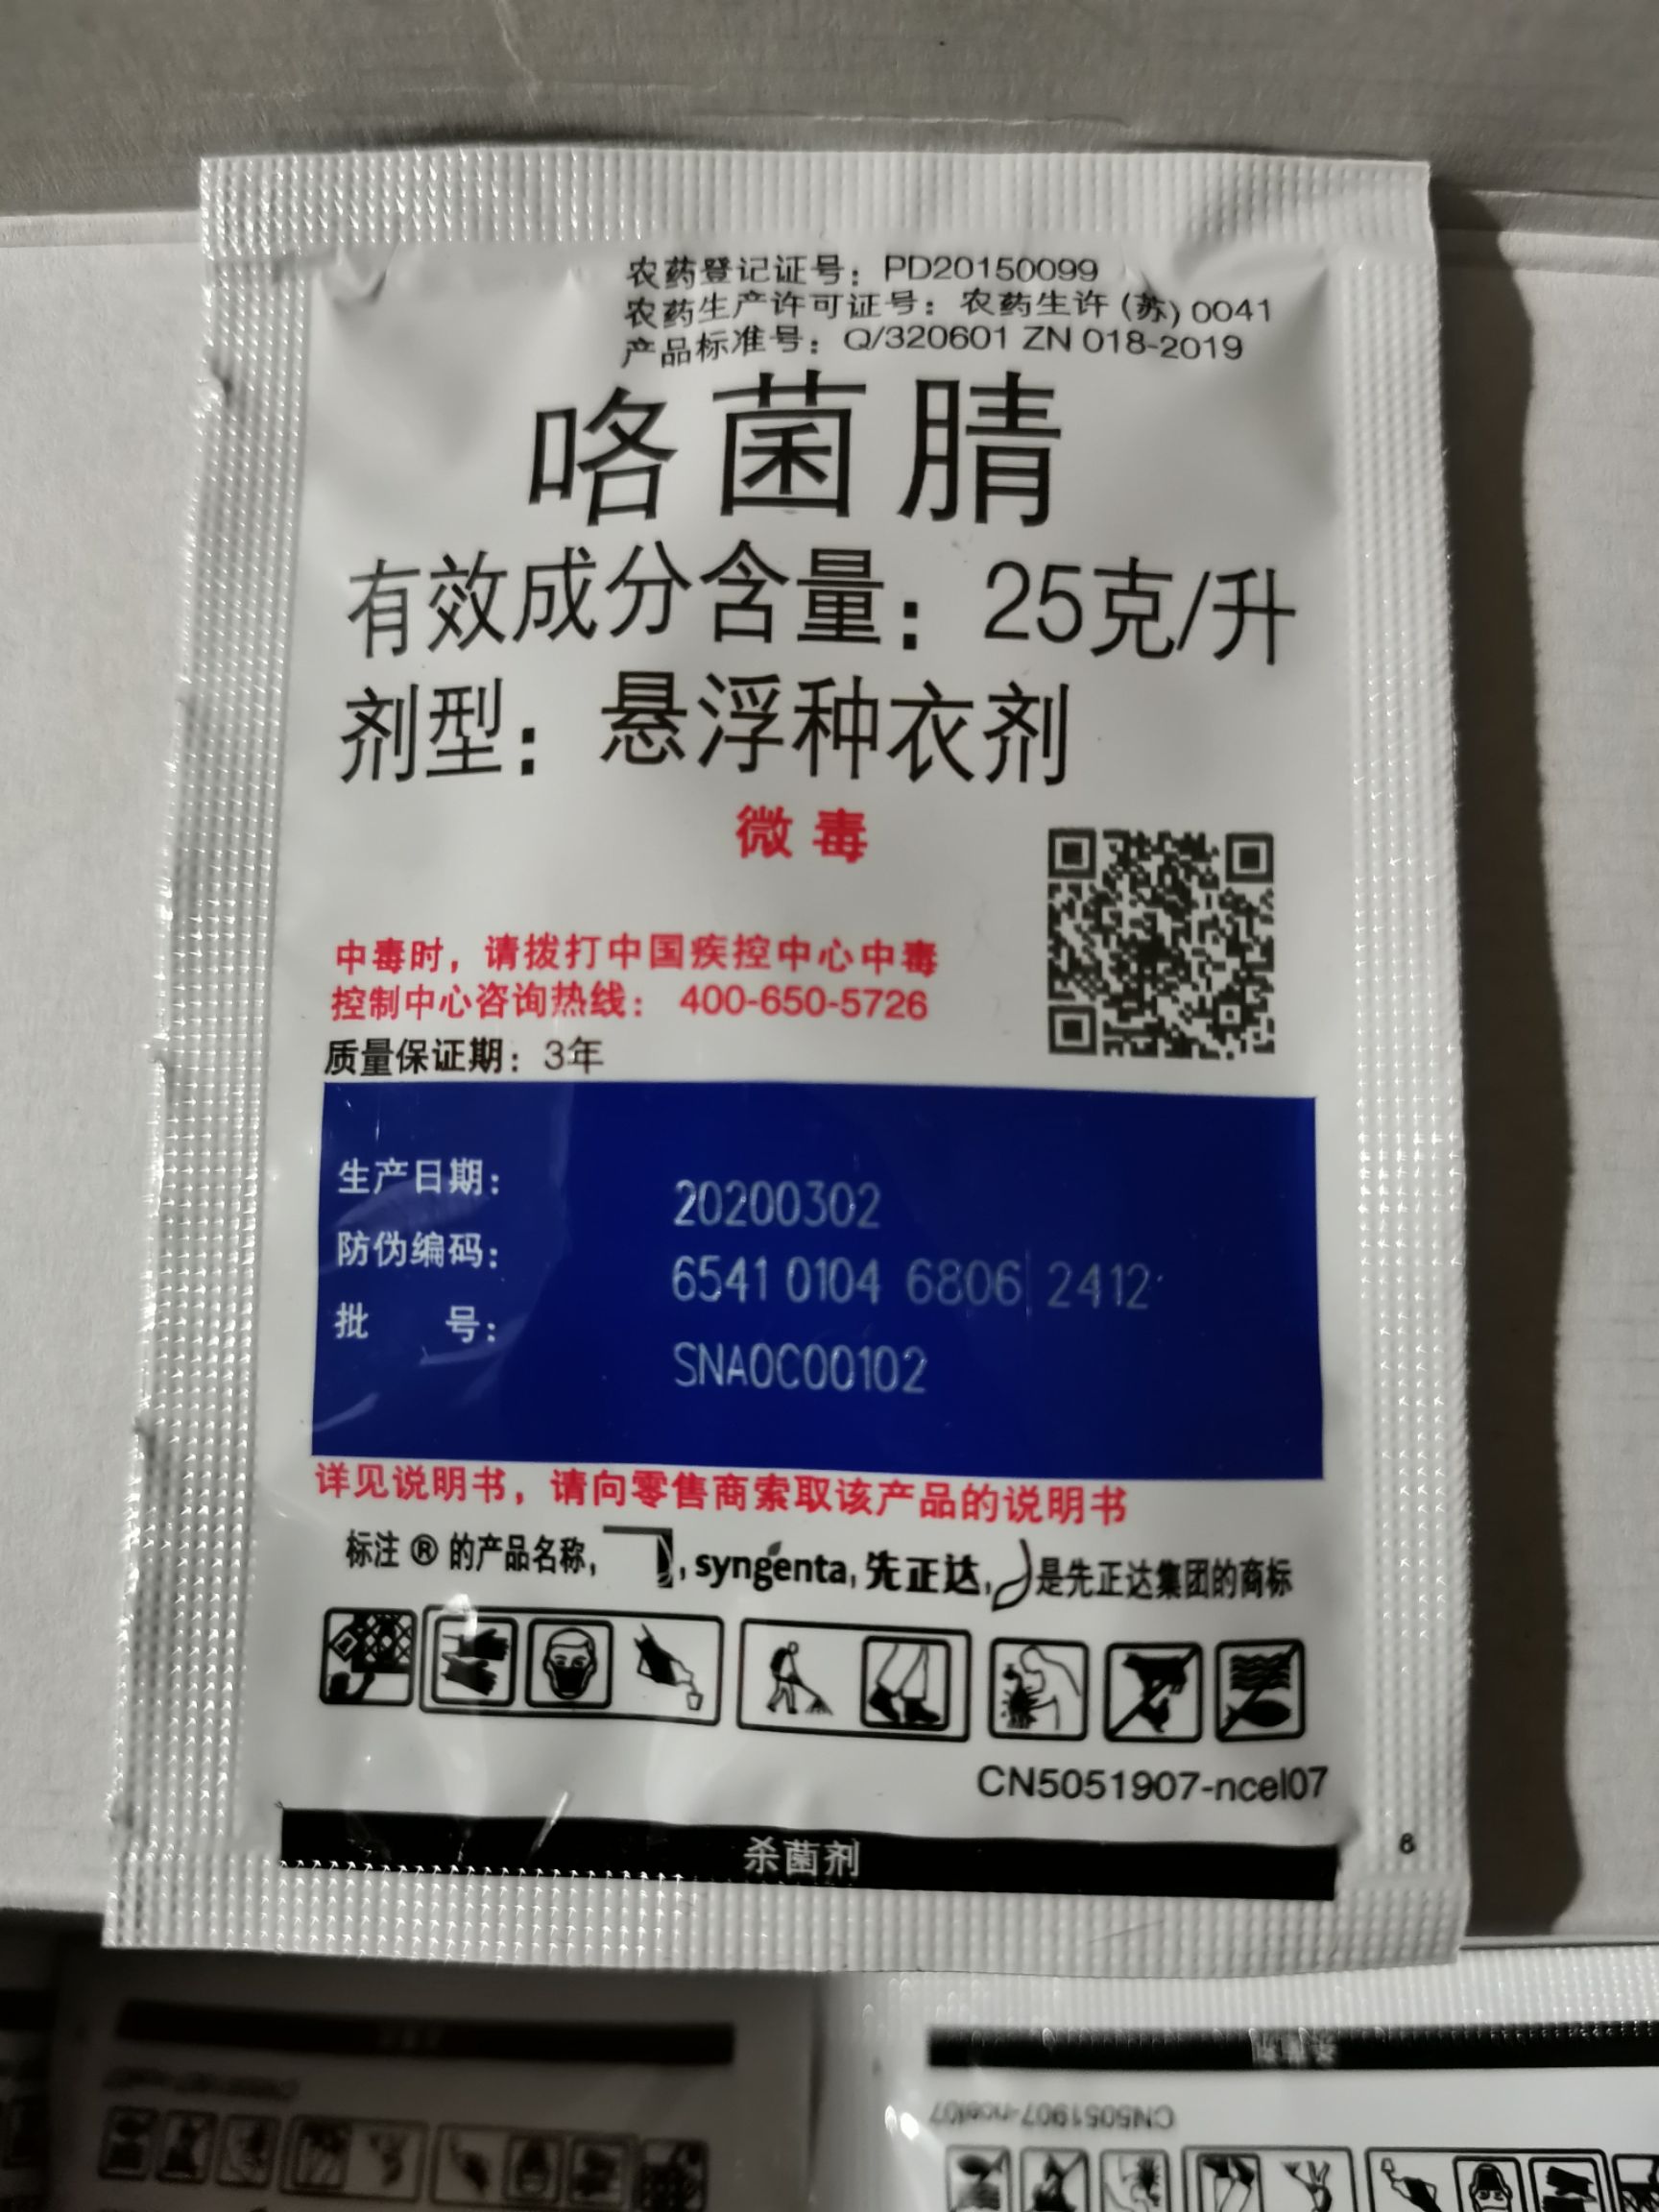 农药登记证号：PD20150099
农药生产许可证号：农药生许 (苏) 0041
产品标准号：Q/320601 ZN 018-2019
咯菌腈
有效成分含量：25克/升
剂型：悬浮种衣剂
微毒
中毒时，请拨打中国疾控中心中毒
控制中心咨询热线： 400-650-5726
质量保证期：3年
生产日期： 20200302
防伪编码： 6541 0104 6806 2412
批 号： SNA0C00102
详见说明书，请向零售商索取该产品的说明书
标注 ® 的产品名称, , syngenta, 先正达, 是先正达集团的商标
CN5051907-ncel07
杀菌剂
6
杀菌剂
CN5051907-ncel07